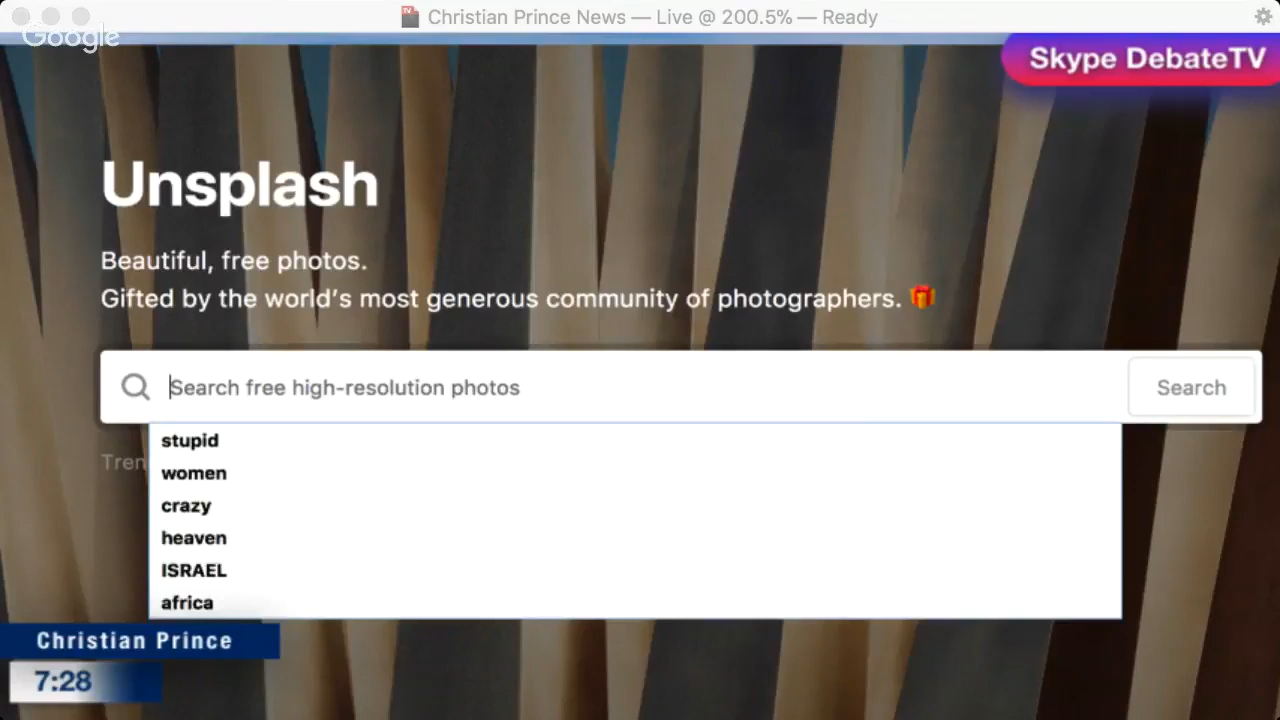 Christian Prince News — Live @ 200.5% — Ready
Google
Skype DebateTV
Unsplash
Beautiful, free photos.
Gifted by the world's most generous community of photographers. 🎁
Search free high-resolution photos
Search
Tren
stupid
women
crazy
heaven
ISRAEL
africa
Christian Prince
7:28